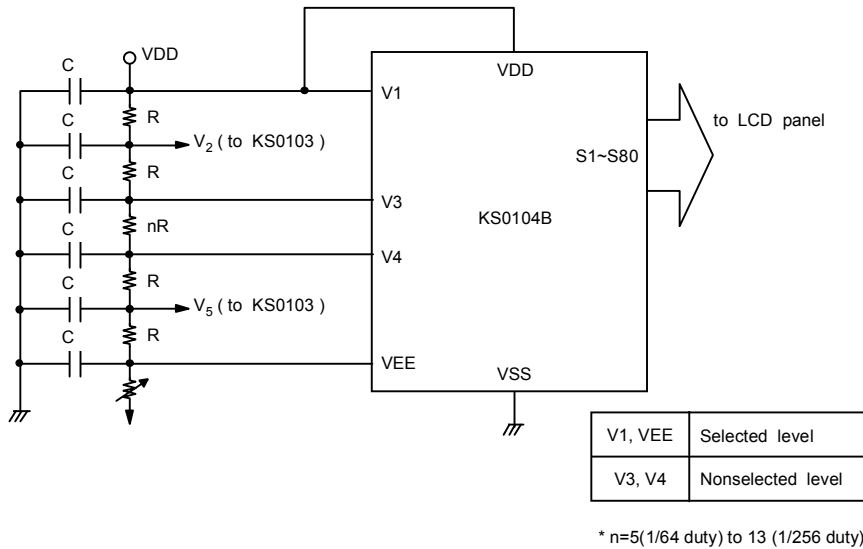 VDD
C
VDD
V1
R
C
V2 ( to KS0103 )
to LCD panel
S1~S80
R
C
V3
KS0104B
nR
C
V4
R
C
V5 ( to KS0103 )
R
C
VEE
VSS
V1, VEE Selected level
V3, V4 Nonselected level
* n=5(1/64 duty) to 13 (1/256 duty)